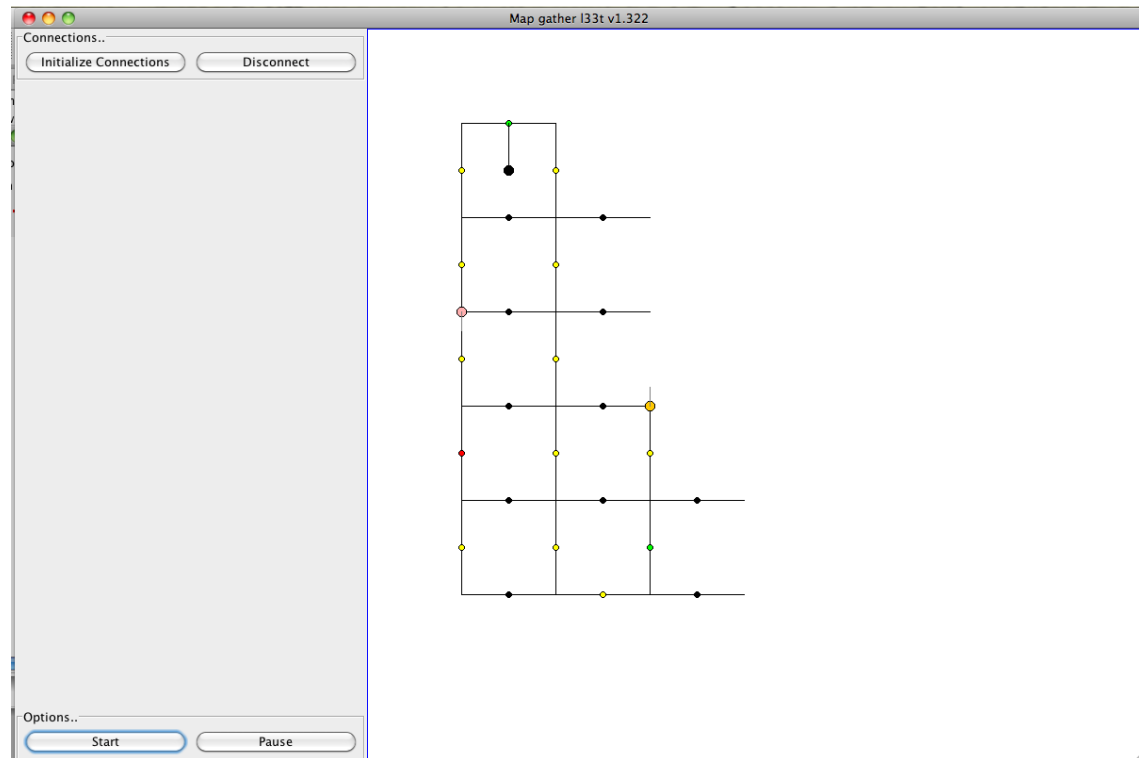 Map gather l33t v1.322
Connections..
Initialize Connections
Disconnect
Options..
Start
Pause